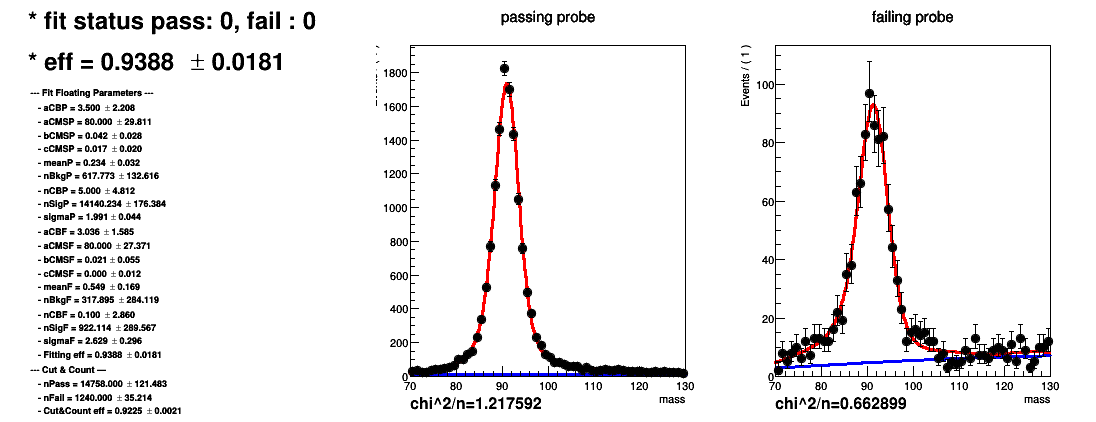 * fit status pass: 0, fail : 0
* eff = 0.9388 ± 0.0181
--- Fit Floating Parameters ---
- aCBP = 3.500 ± 2.208
- aCMSP = 80.000 ± 29.811
- bCMSP = 0.042 ± 0.028
- cCMSP = 0.017 ± 0.020
- meanP = 0.234 ± 0.032
- nBkgP = 617.773 ± 132.616
- nCBP = 5.000 ± 4.812
- nSigP = 14140.234 ± 176.384
- sigmaP = 1.991 ± 0.044
- aCBF = 3.036 ± 1.585
- aCMSF = 80.000 ± 27.371
- bCMSF = 0.021 ± 0.055
- cCMSF = 0.000 ± 0.012
- meanF = 0.549 ± 0.169
- nBkgF = 317.895 ± 284.119
- nCBF = 0.100 ± 2.860
- nSigF = 922.114 ± 289.567
- sigmaF = 2.629 ± 0.296
- Fitting eff = 0.9388 ± 0.0181
--- Cut & Count ---
- nPass = 14758.000 ± 121.483
- nFail = 1240.000 ± 35.214
- Cut&Count eff = 0.9225 ± 0.0021
passing probe
1800
1600
1400
1200
1000
800
600
400
200
0
70 80 90 100 110 120 130
mass
chi^2/n=1.217592
failing probe
Events / ( 1 )
100
80
60
40
20
0
70 80 90 100 110 120 130
mass
chi^2/n=0.662899